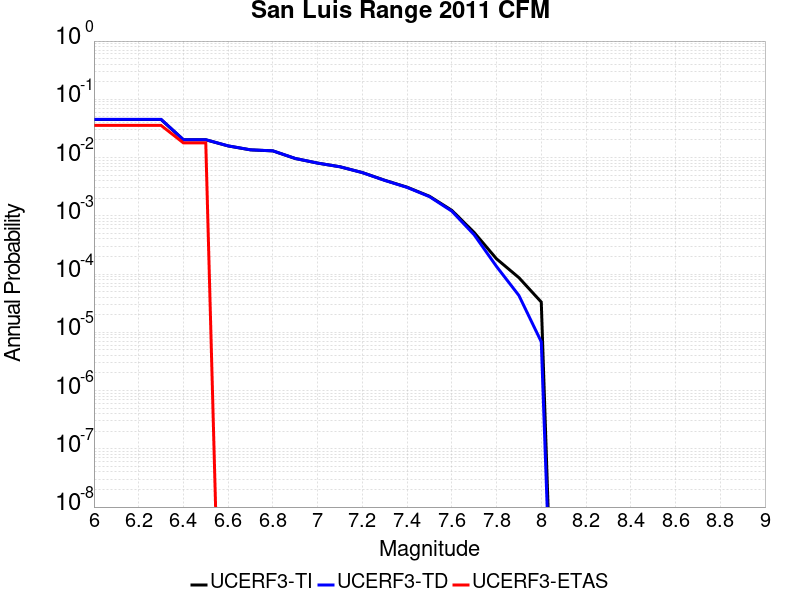 San Luis Range 2011 CFM
10^0
10^-1
10^-2
10^-3
10^-4
10^-5
10^-6
10^-7
10^-8
Annual Probability
6 6.2 6.4 6.6 6.8 7 7.2 7.4 7.6 7.8 8 8.2 8.4 8.6 8.8 9
Magnitude
UCERF3-TI UCERF3-TD UCERF3-ETAS